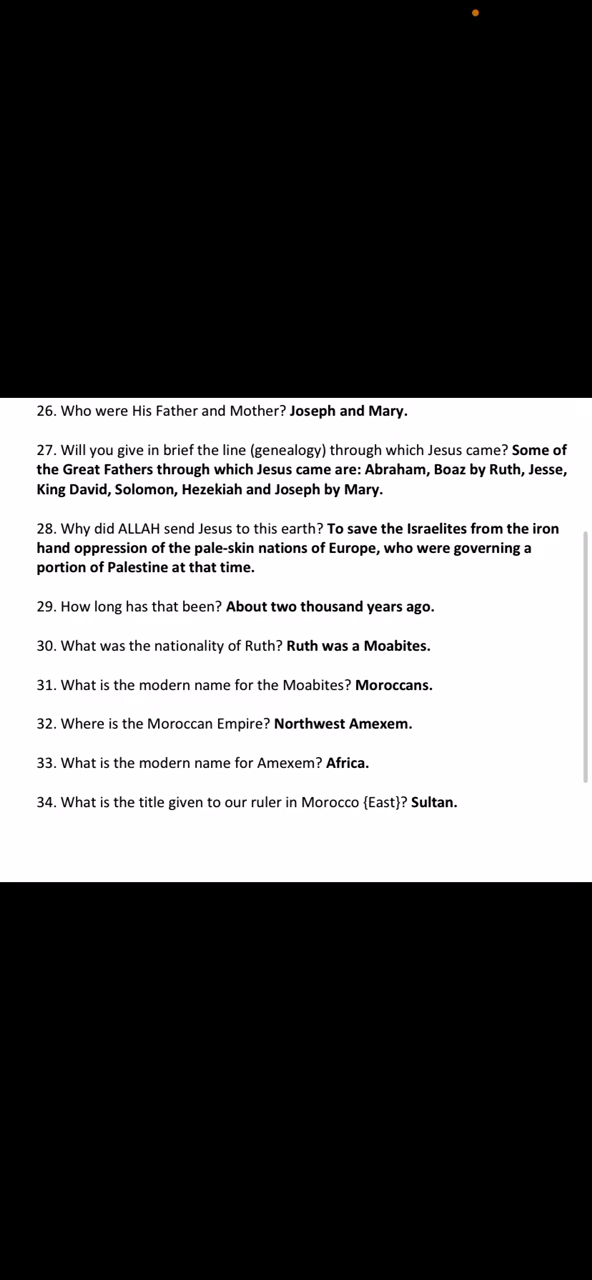 26. Who were His Father and Mother? Joseph and Mary.
27. Will you give in brief the line (genealogy) through which Jesus came? Some of
the Great Fathers through which Jesus came are: Abraham, Boaz by Ruth, Jesse,
King David, Solomon, Hezekiah and Joseph by Mary.
28. Why did ALLAH send Jesus to this earth? To save the Israelites from the iron
hand oppression of the pale-skin nations of Europe, who were governing a
portion of Palestine at that time.
29. How long has that been? About two thousand years ago.
30. What was the nationality of Ruth? Ruth was a Moabites.
31. What is the modern name for the Moabites? Moroccans.
32. Where is the Moroccan Empire? Northwest Amexem.
33. What is the modern name for Amexem? Africa.
34. What is the title given to our ruler in Morocco {East}? Sultan.